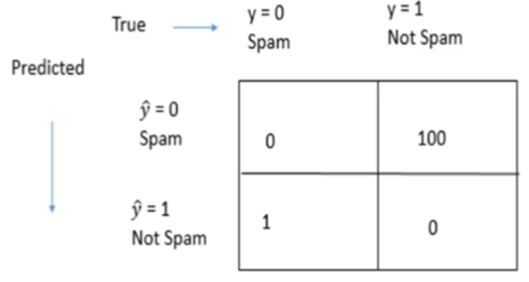 True
y = 0
Spam
y = 1
Not Spam
Predicted
ŷ = 0
Spam
0
100
ŷ = 1
Not Spam
1
0